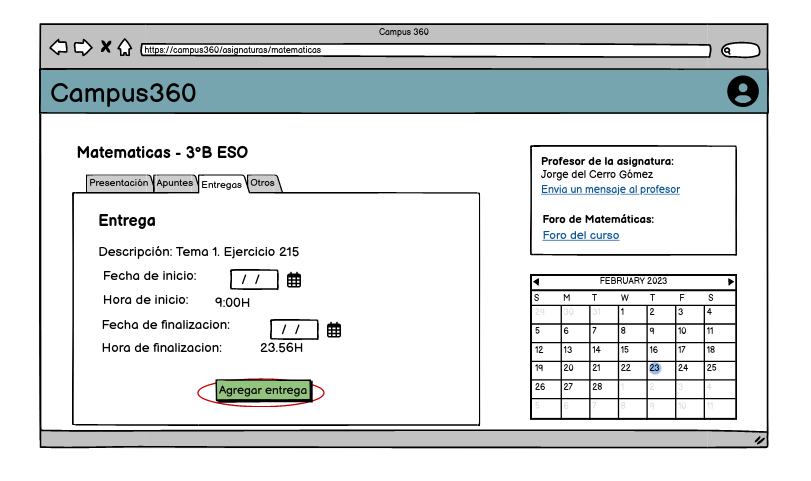 Campus 360
https://campus360/asignaturas/matematicas
Campus360
Matematicas - 3ºB ESO
Presentación Apuntes Entregas Otros
Entrega
Descripción: Tema 1. Ejercicio 215
Fecha de inicio: / /
Hora de inicio: 9:00H
Fecha de finalizacion: / /
Hora de finalizacion: 23.56H
Agregar entrega
Profesor de la asignatura:
Jorge del Cerro Gómez
Envia un mensaje al profesor
Foro de Matemáticas:
Foro del curso
FEBRUARY 2023
S M T W T F S
29 30 31 1 2 3 4
5 6 7 8 9 10 11
12 13 14 15 16 17 18
19 20 21 22 23 24 25
26 27 28 1 2 3 4
5 6 7 8 9 10 11